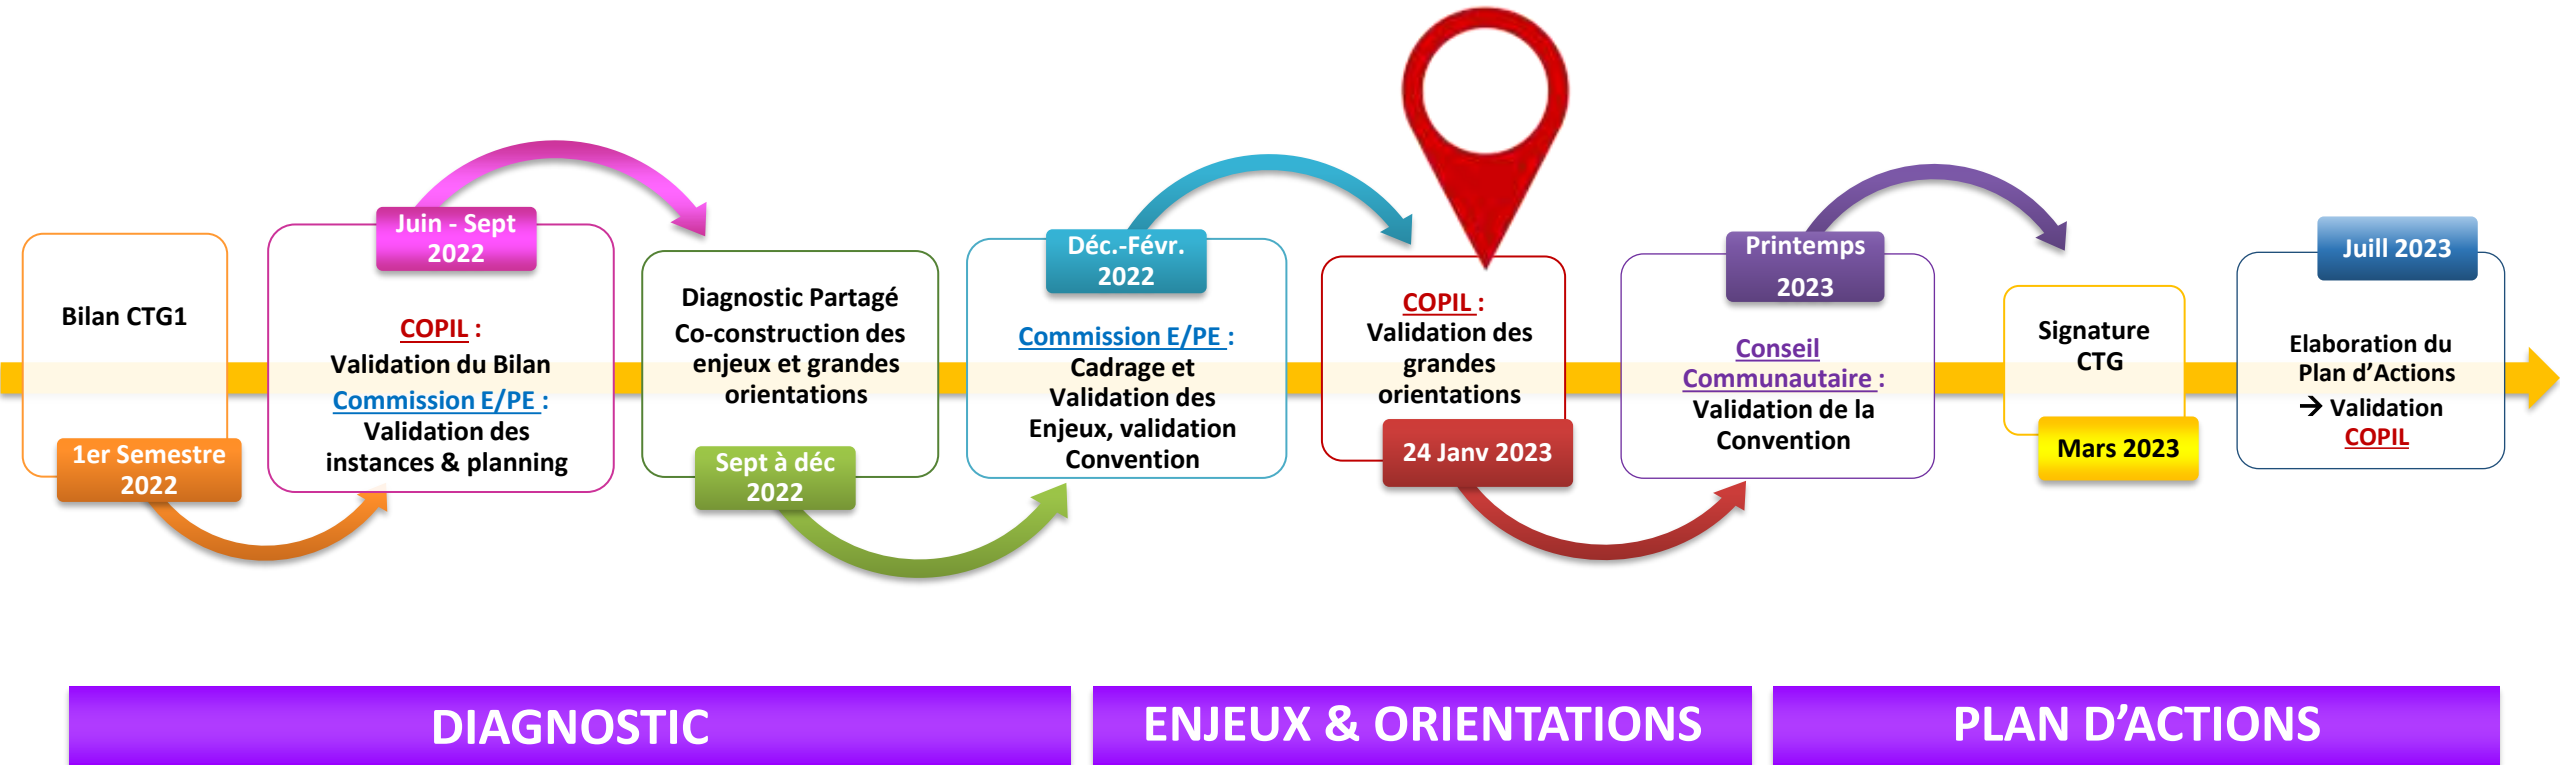 Bilan CTG1
1er Semestre
2022
Juin - Sept
2022
COPIL :
Validation du Bilan
Commission E/PE :
Validation des
instances & planning
Diagnostic Partagé
Co-construction des
enjeux et grandes
orientations
Sept à déc
2022
Déc.-Févr.
2022
Commission E/PE :
Cadrage et
Validation des
Enjeux, validation
Convention
COPIL :
Validation des
grandes
orientations
24 Janv 2023
Printemps
2023
Conseil
Communautaire :
Validation de la
Convention
Signature
CTG
Mars 2023
Juill 2023
Elaboration du
Plan d’Actions
→ Validation
COPIL
DIAGNOSTIC
ENJEUX & ORIENTATIONS
PLAN D’ACTIONS